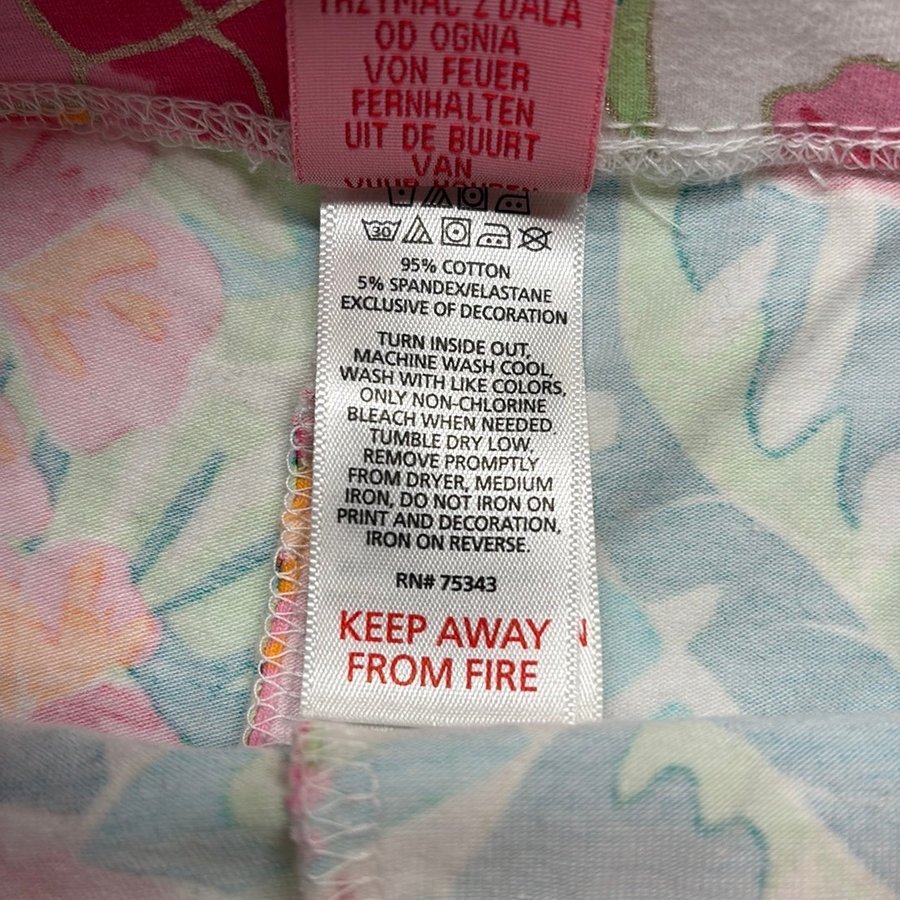 TRZYMAĆ Z DALA
OD OGNIA
VON FEUER
FERNHALTEN
UIT DE BUURT
VAN
30
95% COTTON
5% SPANDEX/ELASTANE
EXCLUSIVE OF DECORATION
TURN INSIDE OUT,
MACHINE WASH COOL,
WASH WITH LIKE COLORS,
ONLY NON-CHLORINE
BLEACH WHEN NEEDED.
TUMBLE DRY LOW,
REMOVE PROMPTLY
FROM DRYER, MEDIUM
IRON, DO NOT IRON ON
PRINT AND DECORATION,
IRON ON REVERSE.
RN# 75343
KEEP AWAY
FROM FIRE